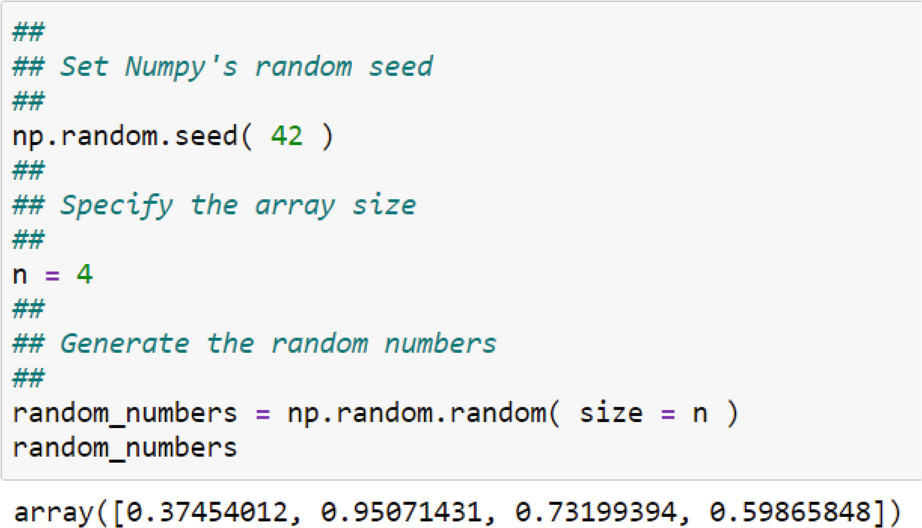 ##
## Set Numpy's random seed
##
np.random.seed( 42 )
##
## Specify the array size
##
n = 4
##
## Generate the random numbers
##
random_numbers = np.random.random( size = n )
random_numbers
array([0.37454012, 0.95071431, 0.73199394, 0.59865848])